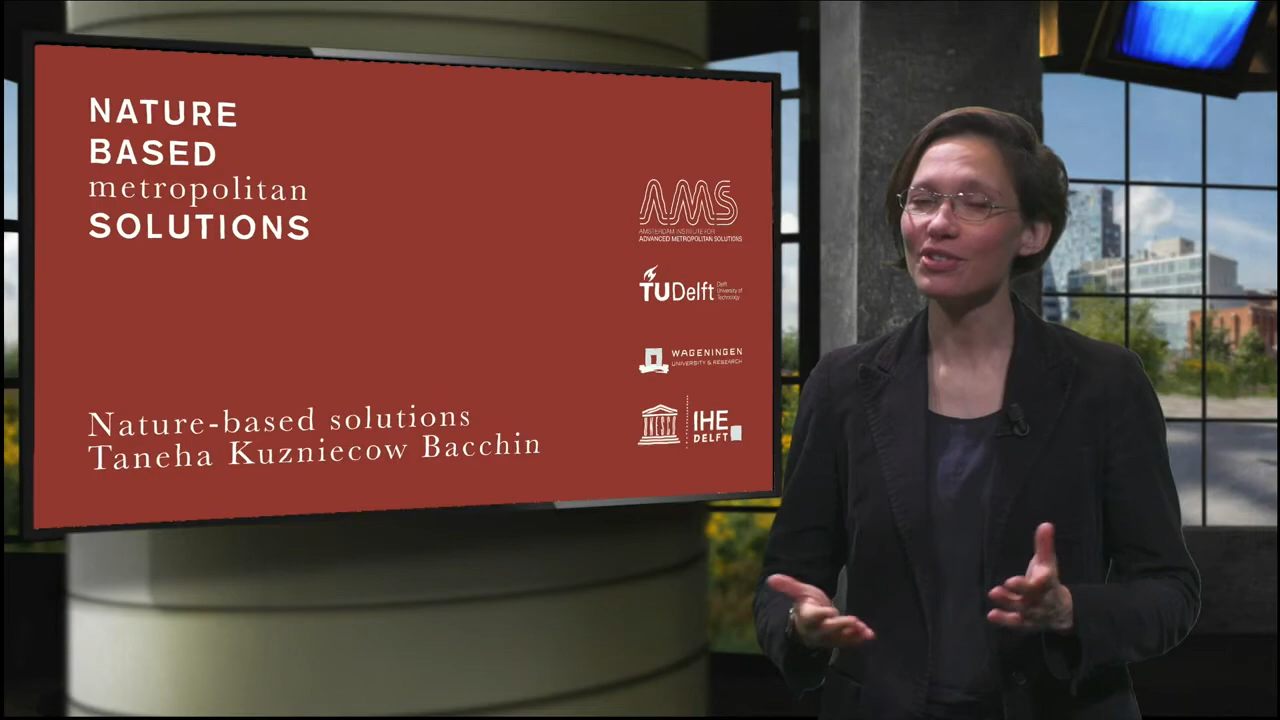 NATURE
BASED
metropolitan
SOLUTIONS
AMS
AMSTERDAM INSTITUTE FOR
ADVANCED METROPOLITAN SOLUTIONS
TUDelft
Delft
University of
Technology
WAGENINGEN
UNIVERSITY & RESEARCH
UNESCO
IHE
DELFT
Nature-based solutions
Taneha Kuzniecow Bacchin